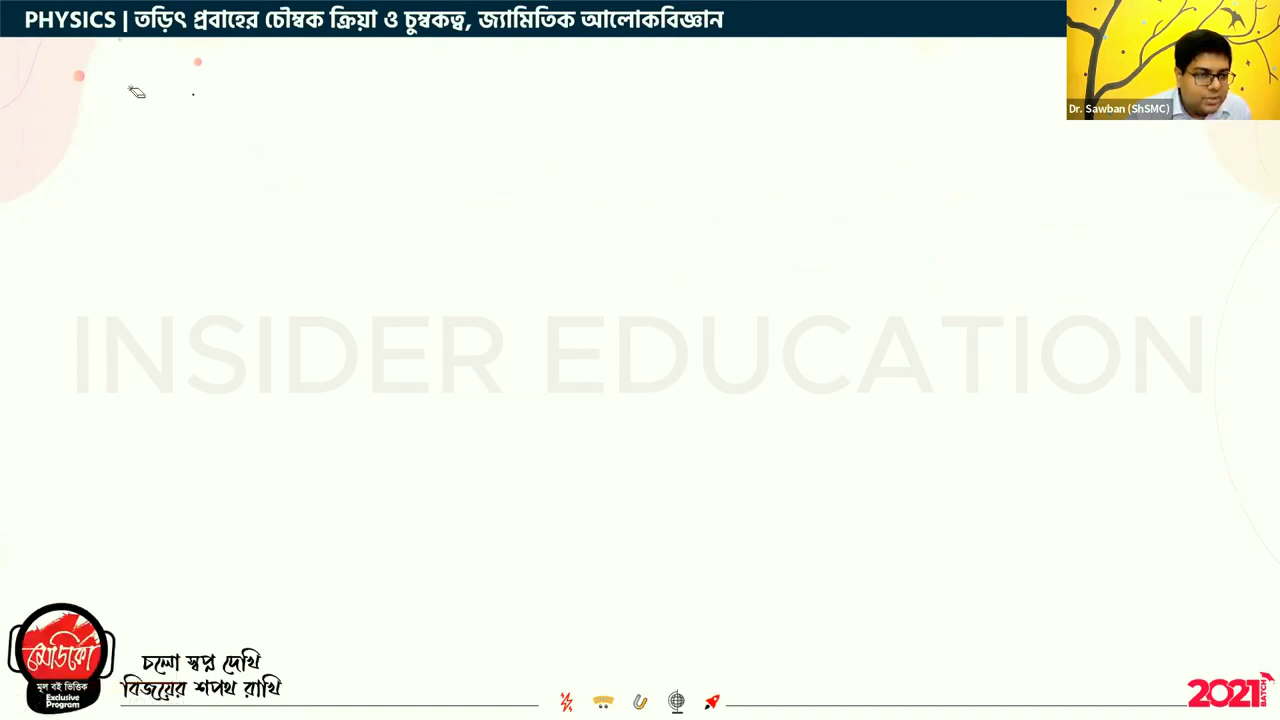 PHYSICS | তড়িৎ প্রবাহের চৌম্বক ক্রিয়া ও চুম্বকত্ব, জ্যামিতিক আলোকবিজ্ঞান
Dr. Sawban (ShSMC)
INSIDER EDUCATION
মেডিকো
মূল বই ভিত্তিক
Exclusive
Program
চলো স্বপ্ন দেখি
বিজয়ের শপথ রাখি
2021 BATCH